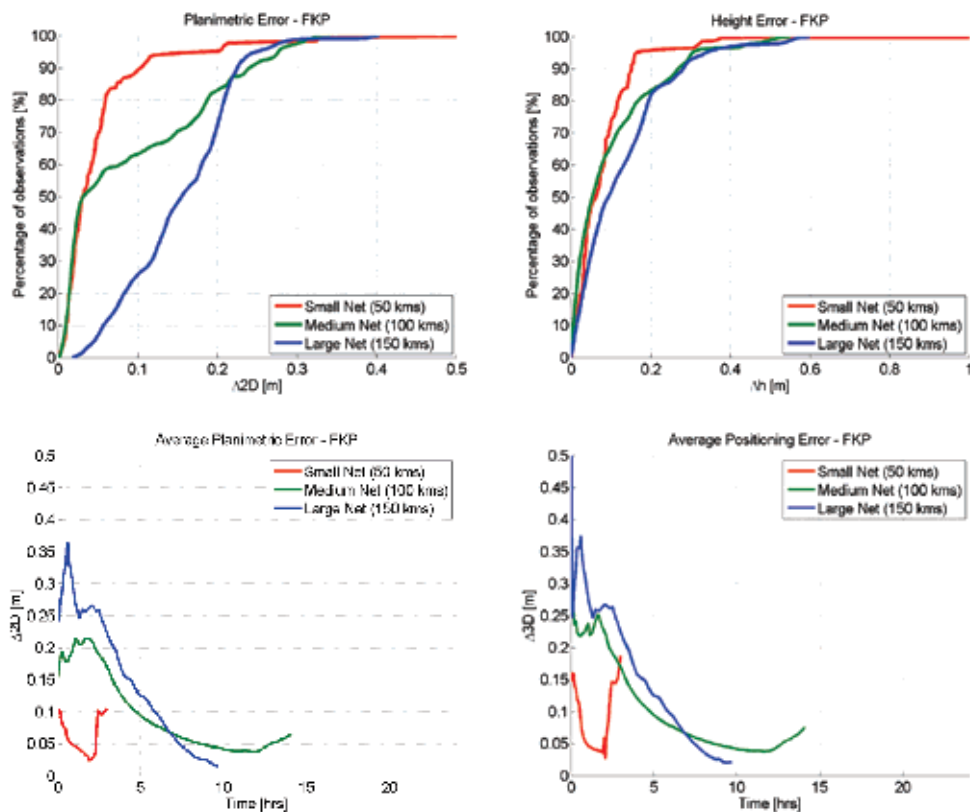 Planimetric Error - FKP
Percentage of observations [%]
100
90
80
70
60
50
40
30
20
10
0
Small Net (50 kms)
Medium Net (100 kms)
Large Net (150 kms)
0 0.1 0.2 0.3 0.4 0.5
Δ2D [m]
Height Error - FKP
Percentage of observations [%]
100
90
80
70
60
50
40
30
20
10
0
Small Net (50 kms)
Medium Net (100 kms)
Large Net (150 kms)
0 0.2 0.4 0.6 0.8 1
Δh [m]
Average Planimetric Error - FKP
Δ2D [m]
0.5
0.45
0.4
0.35
0.3
0.25
0.2
0.15
0.1
0.05
0
Small Net (50 kms)
Medium Net (100 kms)
Large Net (150 kms)
0 5 10 15 20
Time [hrs]
Average Positioning Error - FKP
Δ3D [m]
0.5
0.45
0.4
0.35
0.3
0.25
0.2
0.15
0.1
0.05
0
Small Net (50 kms)
Medium Net (100 kms)
Large Net (150 kms)
0 5 10 15 20
Time [hrs]